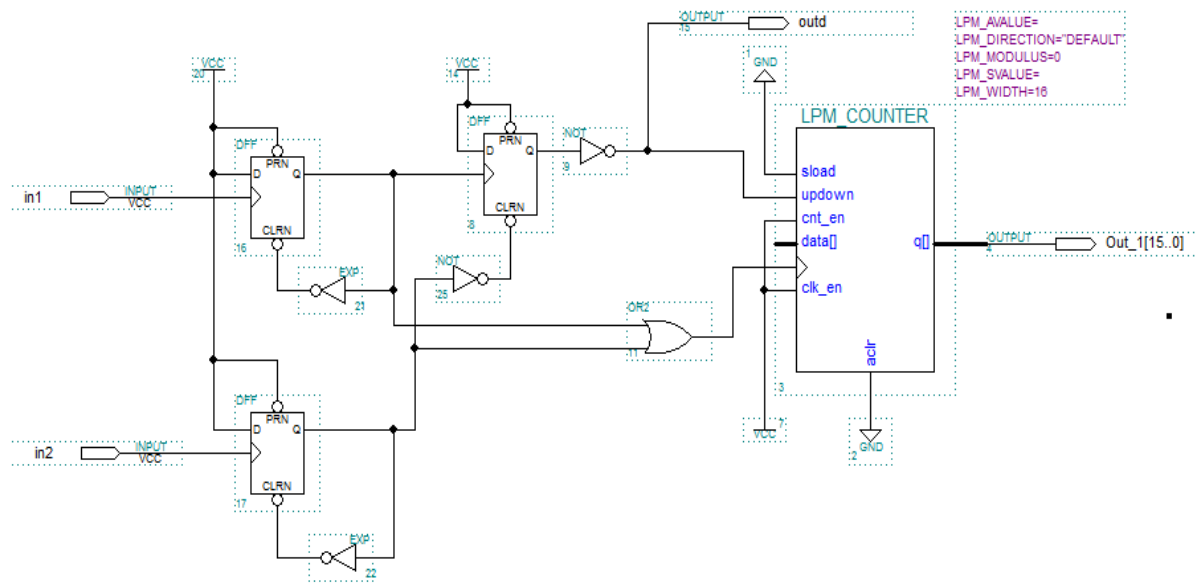 OUTPUT
15
outd
LPM_AVALUE=
LPM_DIRECTION="DEFAULT"
LPM_MODULUS=0
LPM_SVALUE=
LPM_WIDTH=16
VCC
20
VCC
14
1
GND
LPM_COUNTER
DFF
PRN
D
Q
CLRN
16
DFF
PRN
D
Q
CLRN
8
NOT
9
sload
updown
cnt_en
data[]
q[]
clk_en
aclr
3
in1
INPUT
VCC
OUTPUT
4
Out_1[15..0]
EXP
21
NOT
25
OR2
11
DFF
PRN
D
Q
CLRN
17
in2
INPUT
VCC
VCC
7
2
GND
EXP
22